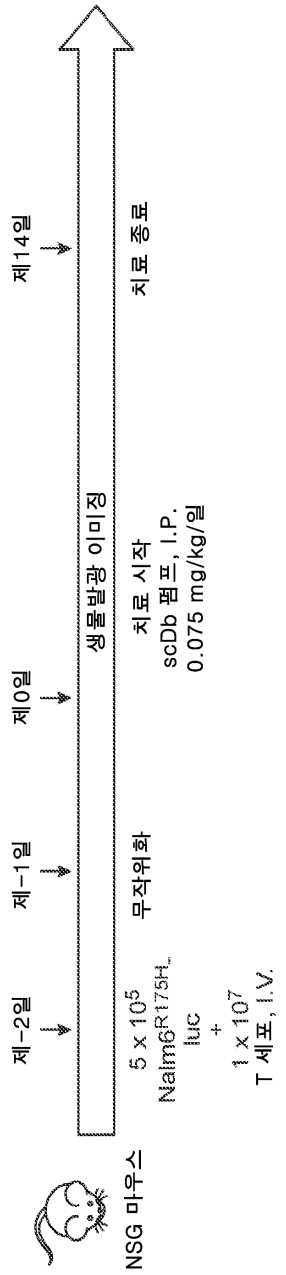 제-2일
제-1일
제0일
제14일
생물발광 이미징
NSG 마우스
5 x 10⁵
Nalm6ᴿ¹⁷⁵ᴴ-
luc
+
1 x 10⁷
T 세포, I.V.
무작위화
치료 시작
scDb 펌프, I.P.
0.075 mg/kg/일
치료 종료